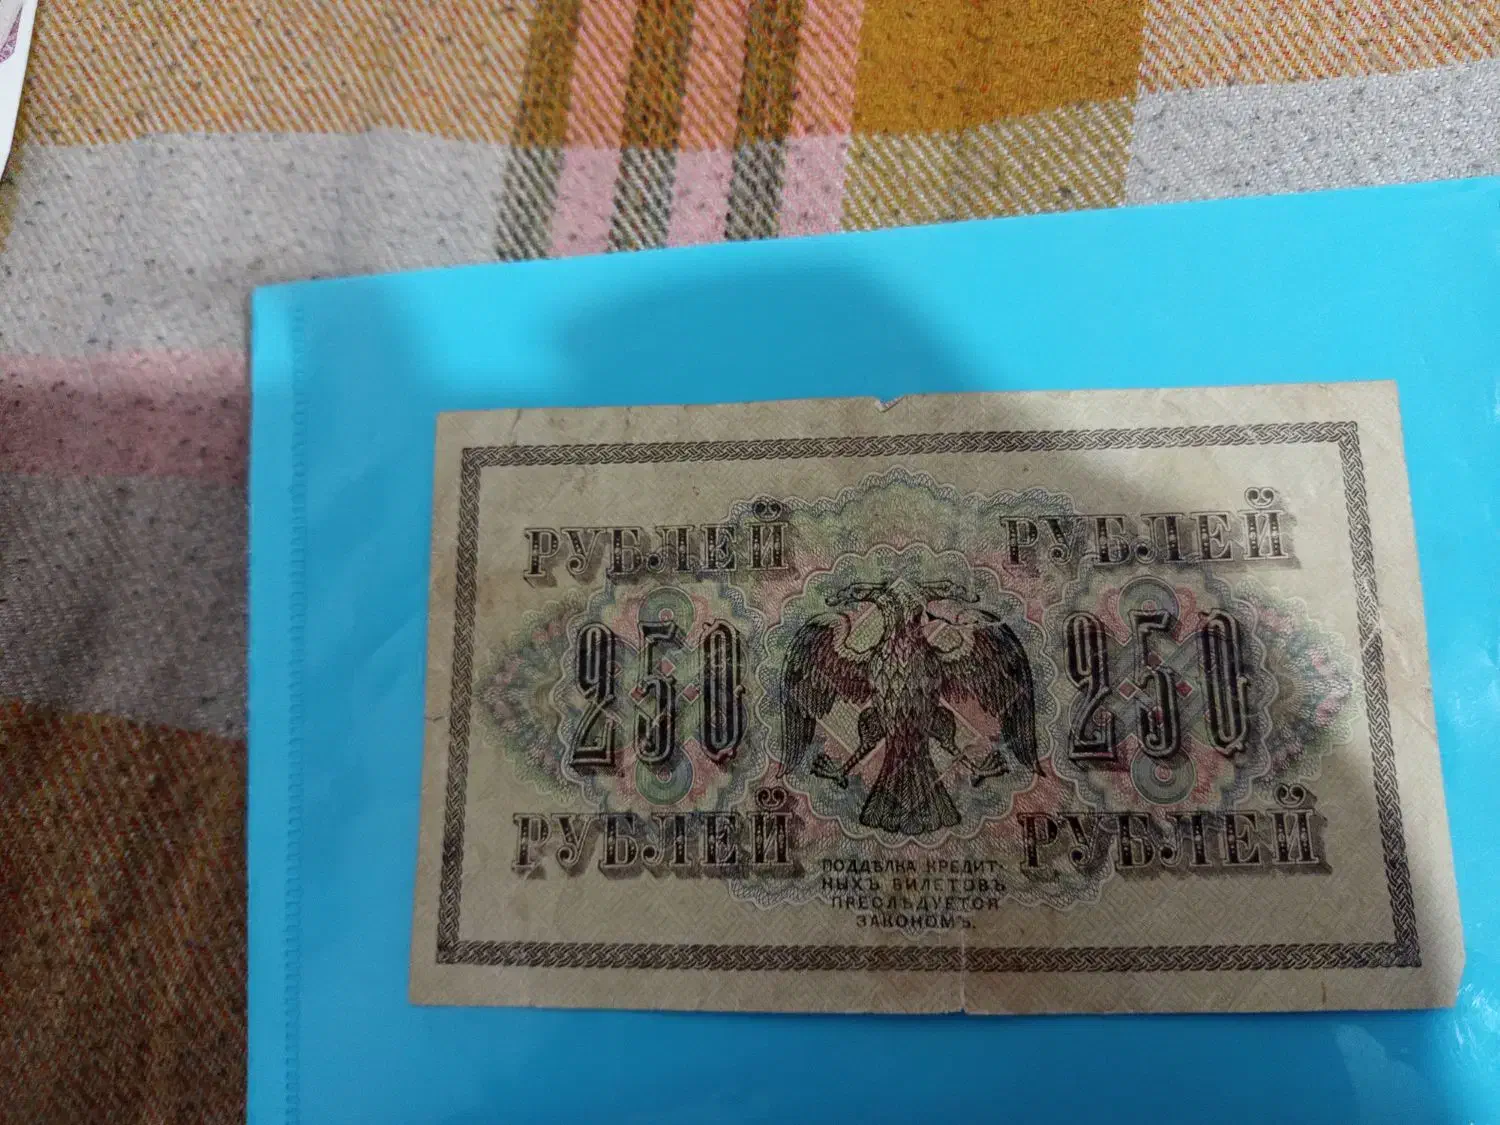 РУБЛЕЙ РУБЛЕЙ
250 250
РУБЛЕЙ РУБЛЕЙ
ПОДДѢЛКА КРЕДИТ-
НЫХЪ БИЛЕТОВЪ
ПРЕСЛѢДУЕТСЯ
ЗАКОНОМЪ.